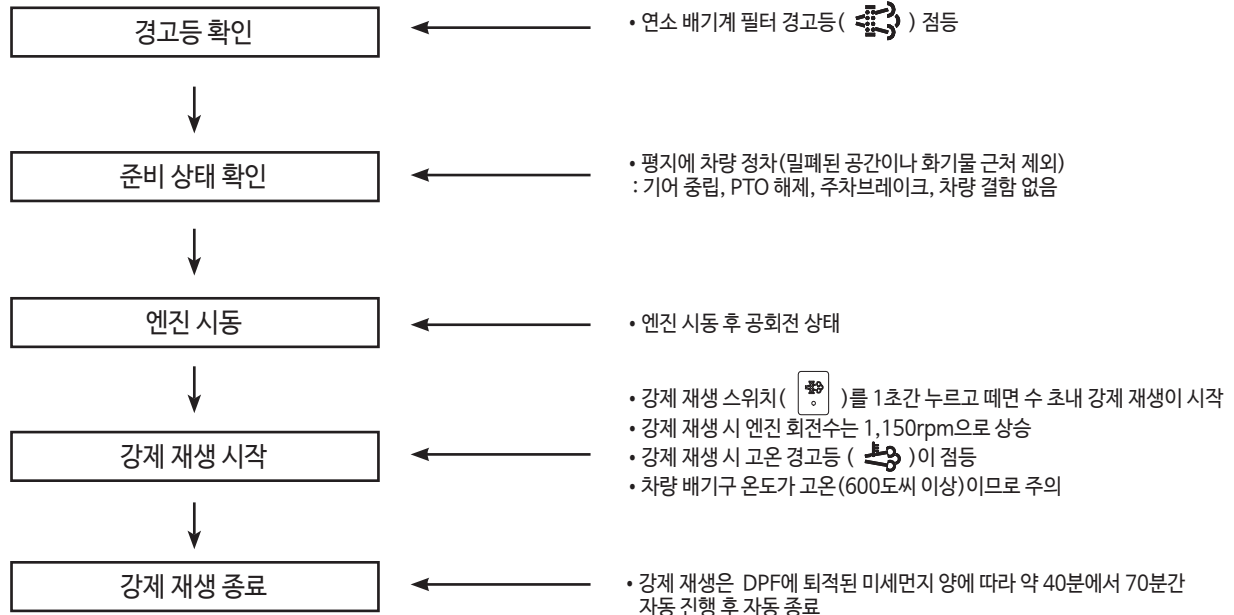 경고등 확인
• 연소 배기계 필터 경고등( ) 점등
준비 상태 확인
• 평지에 차량 정차(밀폐된 공간이나 화기물 근처 제외)
: 기어 중립, PTO 해제, 주차브레이크, 차량 결함 없음
엔진 시동
• 엔진 시동 후 공회전 상태
강제 재생 시작
• 강제 재생 스위치( )를 1초간 누르고 떼면 수 초내 강제 재생이 시작
• 강제 재생 시 엔진 회전수는 1,150rpm으로 상승
• 강제 재생 시 고온 경고등 ( )이 점등
• 차량 배기구 온도가 고온(600도씨 이상)이므로 주의
강제 재생 종료
• 강제 재생은 DPF에 퇴적된 미세먼지 양에 따라 약 40분에서 70분간
자동 진행 후 자동 종료